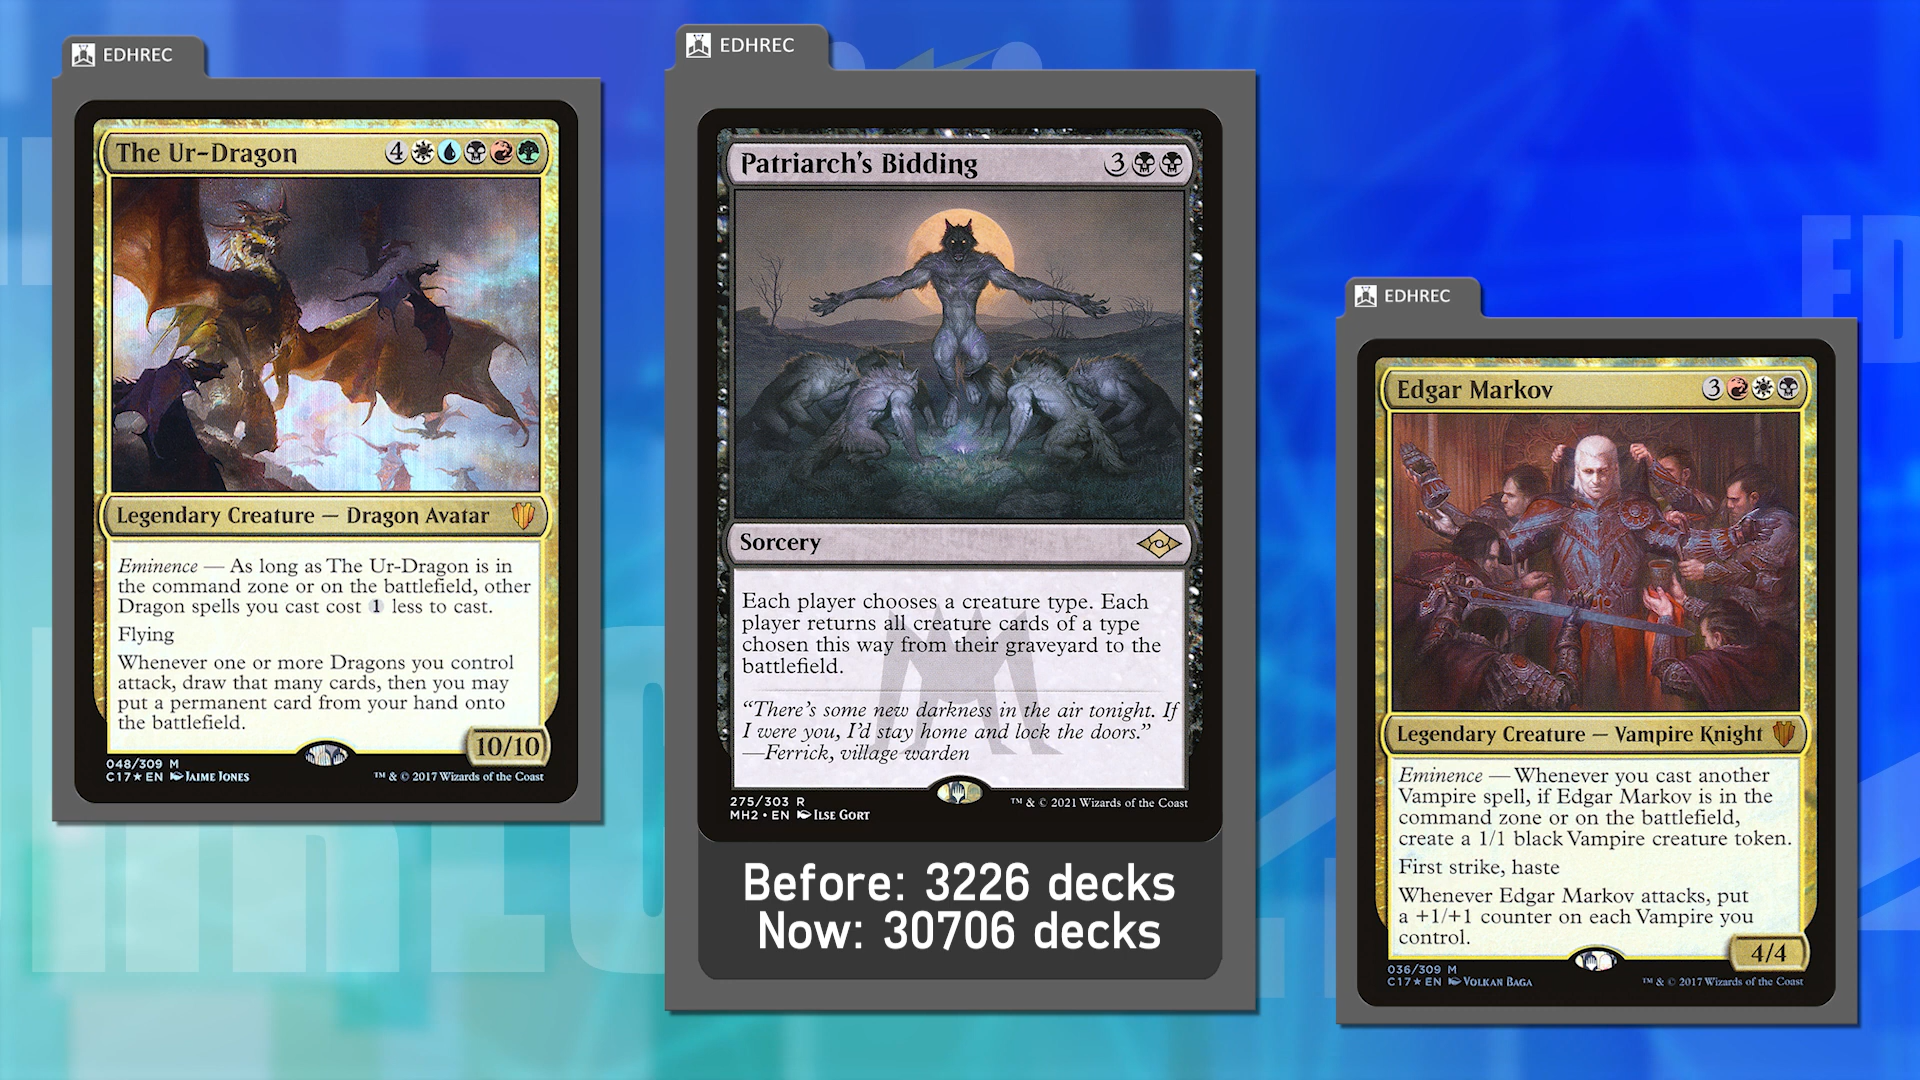 EDHREC
The Ur-Dragon 4
Legendary Creature — Dragon Avatar
Eminence — As long as The Ur-Dragon is in
the command zone or on the battlefield, other
Dragon spells you cast cost 1 less to cast.
Flying
Whenever one or more Dragons you control
attack, draw that many cards, then you may
put a permanent card from your hand onto
the battlefield.
10/10
048/309 M
C17★EN JAIME JONES
™ & © 2017 Wizards of the Coast
EDHREC
Patriarch's Bidding 3
Sorcery
Each player chooses a creature type. Each
player returns all creature cards of a type
chosen this way from their graveyard to the
battlefield.
“There's some new darkness in the air tonight. If
I were you, I'd stay home and lock the doors.”
—Ferrick, village warden
275/303 R
MH2 • EN ILSE GORT
™ & © 2021 Wizards of the Coast
Before: 3226 decks
Now: 30706 decks
EDHREC
Edgar Markov 3
Legendary Creature — Vampire Knight
Eminence — Whenever you cast another
Vampire spell, if Edgar Markov is in the
command zone or on the battlefield,
create a 1/1 black Vampire creature token.
First strike, haste
Whenever Edgar Markov attacks, put
a +1/+1 counter on each Vampire you
control.
4/4
036/309 M
C17★EN VOLKAN BAGA
™ & © 2017 Wizards of the Coast